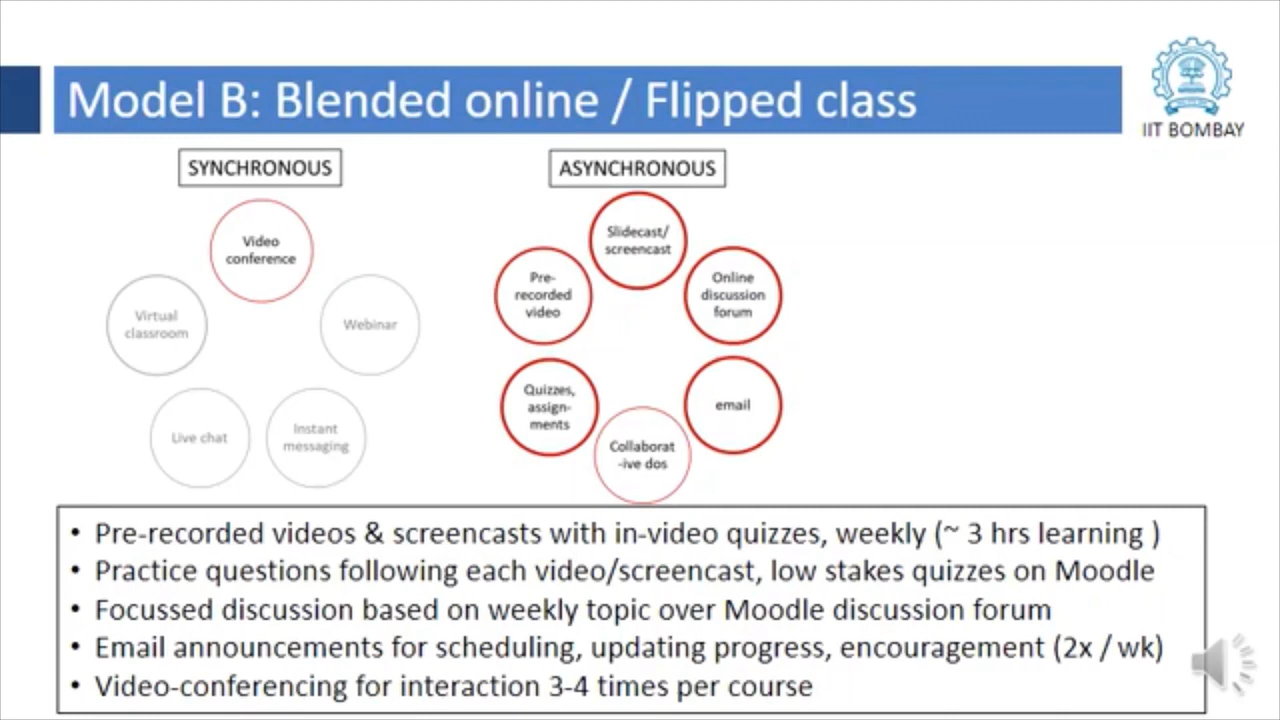 Model B: Blended online / Flipped class
IIT BOMBAY
SYNCHRONOUS
Video
conference
Virtual
classroom
Webinar
Live chat
Instant
messaging
ASYNCHRONOUS
Slidecast/
screencast
Pre-
recorded
video
Online
discussion
forum
Quizzes,
assign-
ments
email
Collaborat
-ive dos
• Pre-recorded videos & screencasts with in-video quizzes, weekly (~ 3 hrs learning )
• Practice questions following each video/screencast, low stakes quizzes on Moodle
• Focussed discussion based on weekly topic over Moodle discussion forum
• Email announcements for scheduling, updating progress, encouragement (2x / wk)
• Video-conferencing for interaction 3-4 times per course